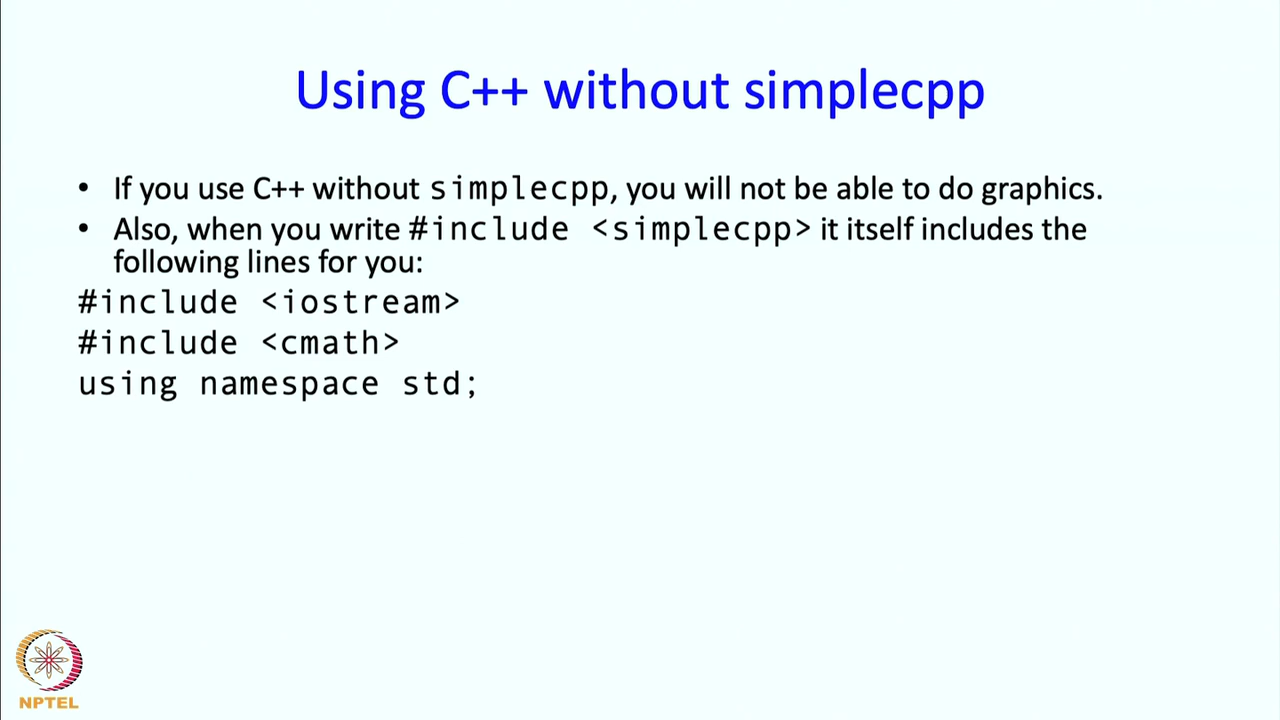 Using C++ without simplecpp
• If you use C++ without simplecpp, you will not be able to do graphics.
• Also, when you write #include <simplecpp> it itself includes the
following lines for you:
#include <iostream>
#include <cmath>
using namespace std;
NPTEL